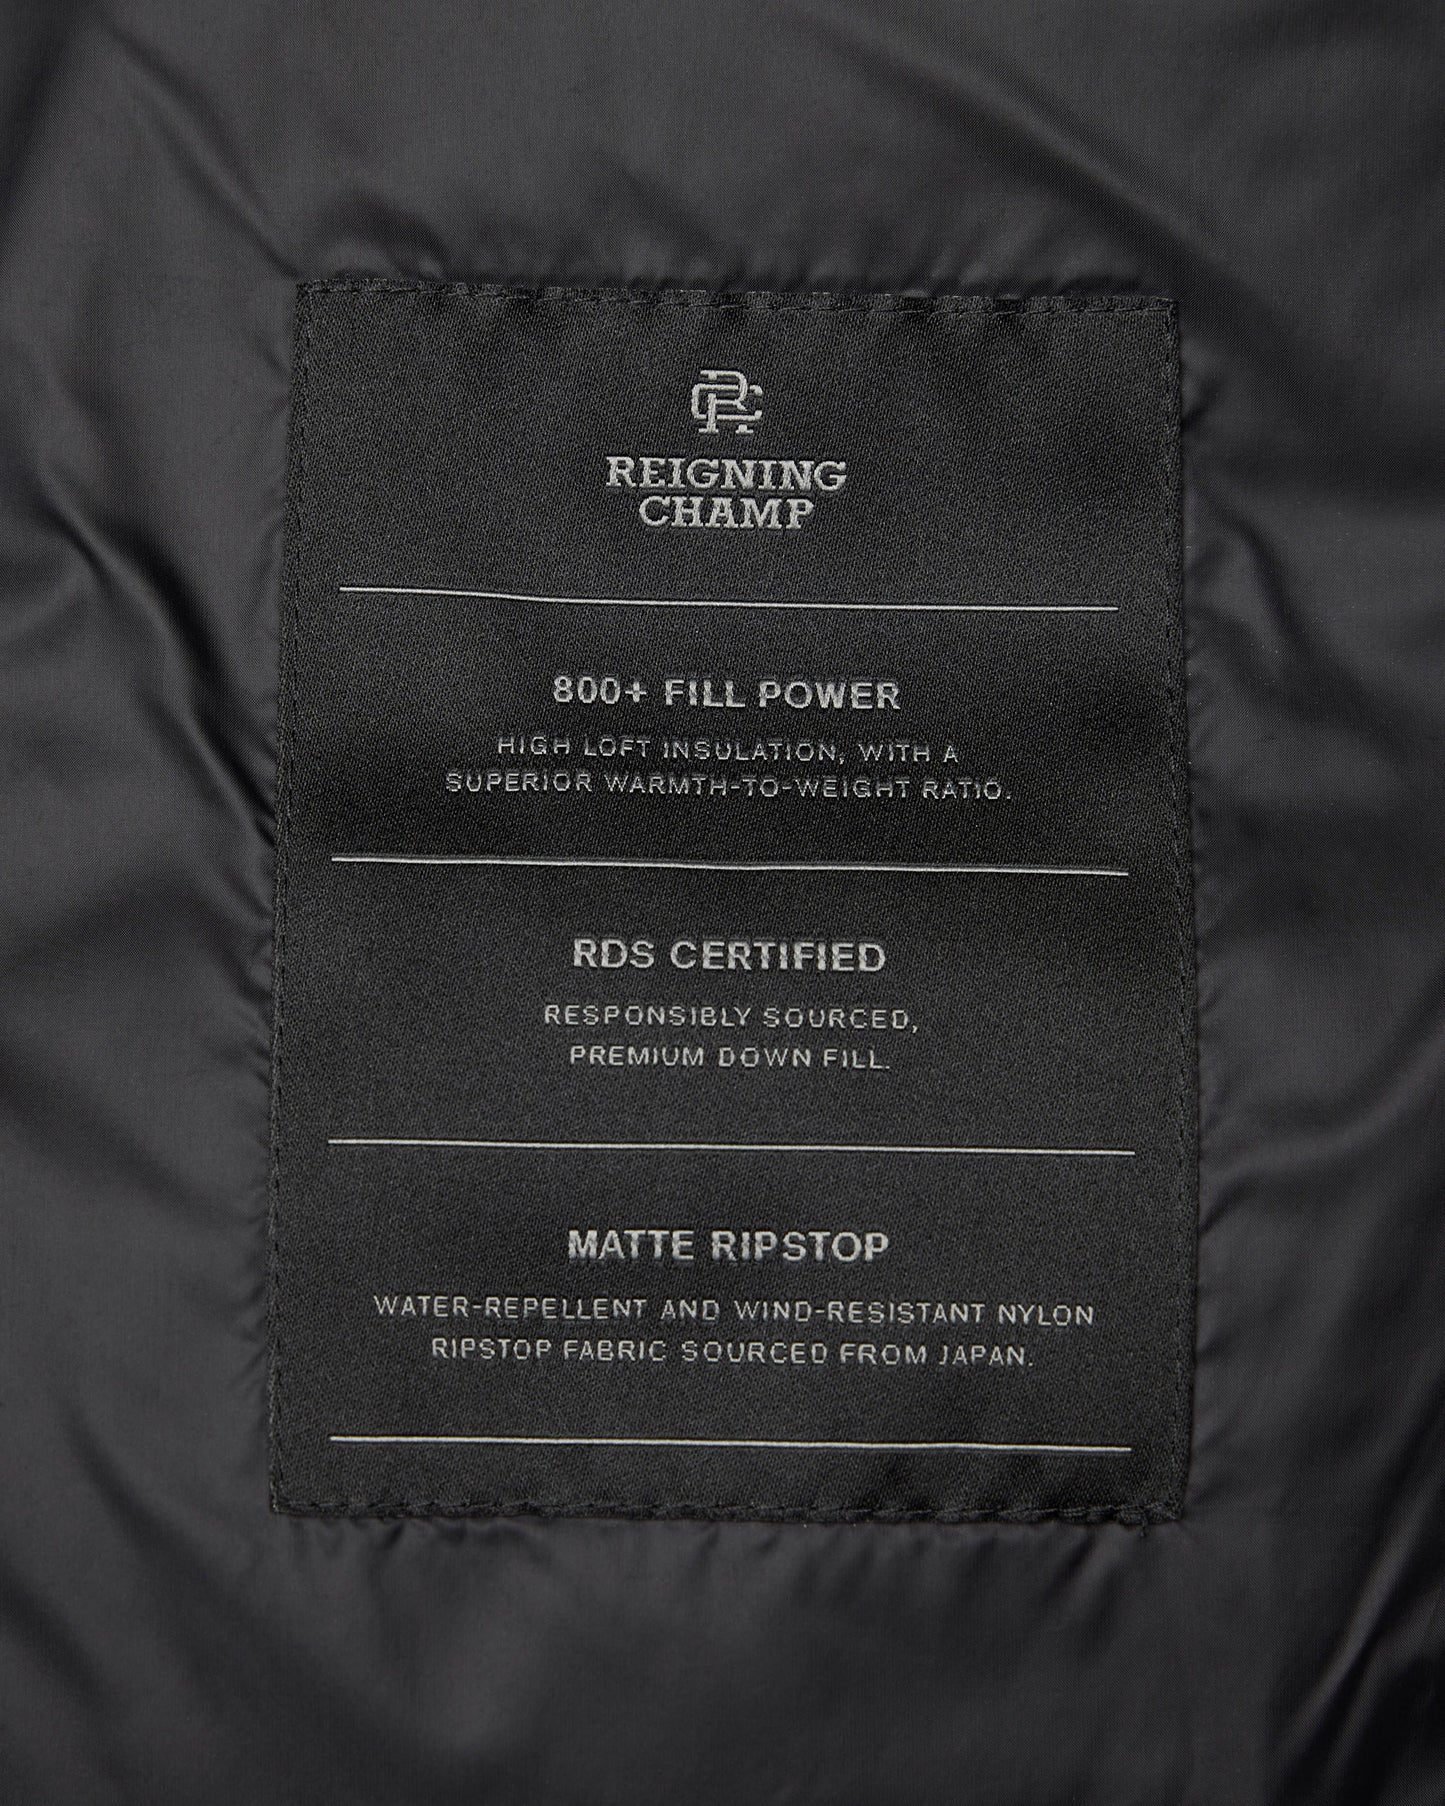 RC
REIGNING
CHAMP
800+ FILL POWER
HIGH LOFT INSULATION, WITH A
SUPERIOR WARMTH-TO-WEIGHT RATIO.
RDS CERTIFIED
RESPONSIBLY SOURCED,
PREMIUM DOWN FILL.
MATTE RIPSTOP
WATER-REPELLENT AND WIND-RESISTANT NYLON
RIPSTOP FABRIC SOURCED FROM JAPAN.